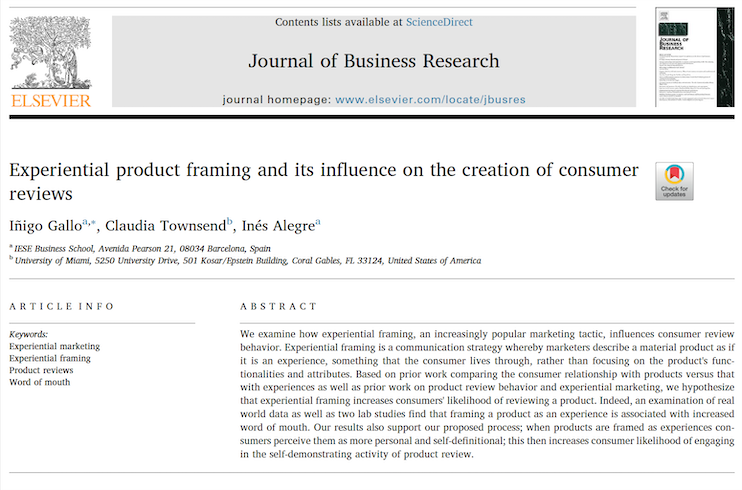 Contents lists available at ScienceDirect
Journal of Business Research
journal homepage: www.elsevier.com/locate/jbusres
ELSEVIER
JOURNAL OF
BUSINESS
RESEARCH
Experiential product framing and its influence on the creation of consumer
reviews
Check for
updates
Iñigo Galloa,⁎, Claudia Townsendb, Inés Alegrea
a IESE Business School, Avenida Pearson 21, 08034 Barcelona, Spain
b University of Miami, 5250 University Drive, 501 Kosar/Epstein Building, Coral Gables, FL 33124, United States of America
ARTICLE INFO
Keywords:
Experiential marketing
Experiential framing
Product reviews
Word of mouth
ABSTRACT
We examine how experiential framing, an increasingly popular marketing tactic, influences consumer review
behavior. Experiential framing is a communication strategy whereby marketers describe a material product as if
it is an experience, something that the consumer lives through, rather than focusing on the product's func-
tionalities and attributes. Based on prior work comparing the consumer relationship with products versus that
with experiences as well as prior work on product review behavior and experiential marketing, we hypothesize
that experiential framing increases consumers' likelihood of reviewing a product. Indeed, an examination of real
world data as well as two lab studies find that framing a product as an experience is associated with increased
word of mouth. Our results also support our proposed process; when products are framed as experiences con-
sumers perceive them as more personal and self-definitional; this then increases consumer likelihood of engaging
in the self-demonstrating activity of product review.